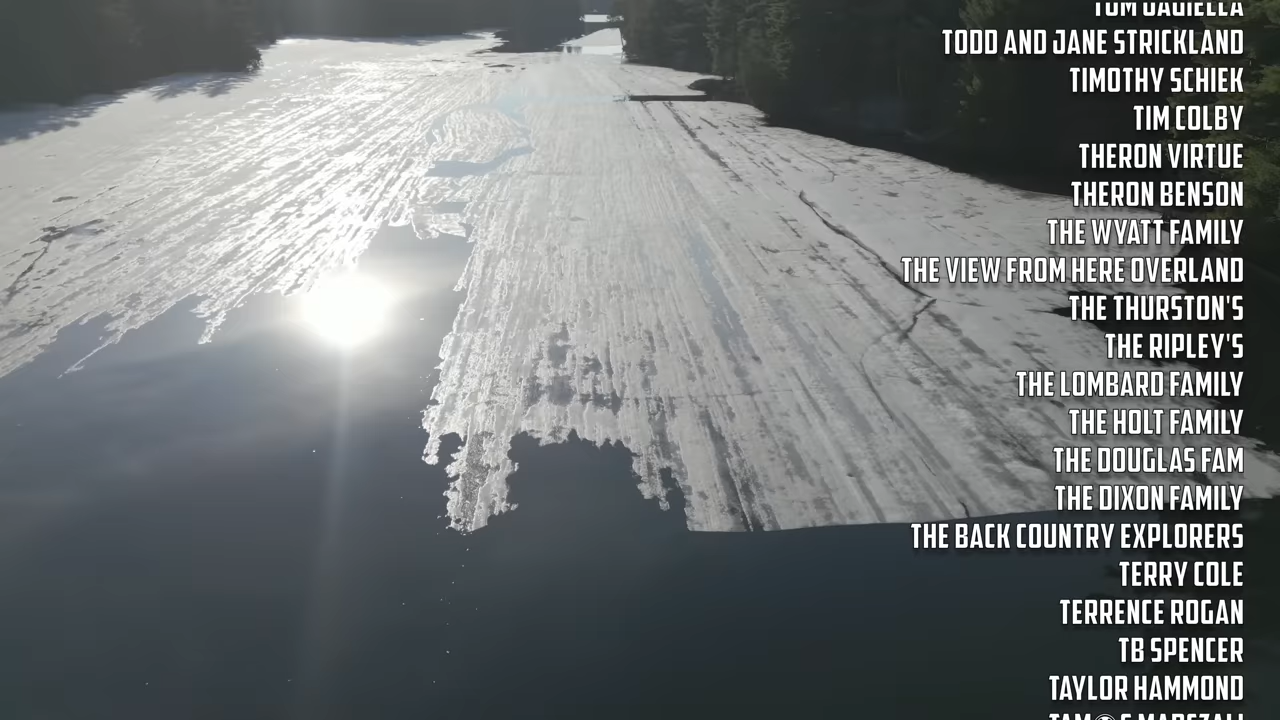 TODD AND JANE STRICKLAND
TIMOTHY SCHIEK
TIM COLBY
THERON VIRTUE
THERON BENSON
THE WYATT FAMILY
THE VIEW FROM HERE OVERLAND
THE THURSTON'S
THE RIPLEY'S
THE LOMBARD FAMILY
THE HOLT FAMILY
THE DOUGLAS FAM
THE DIXON FAMILY
THE BACK COUNTRY EXPLORERS
TERRY COLE
TERRENCE ROGAN
TB SPENCER
TAYLOR HAMMOND